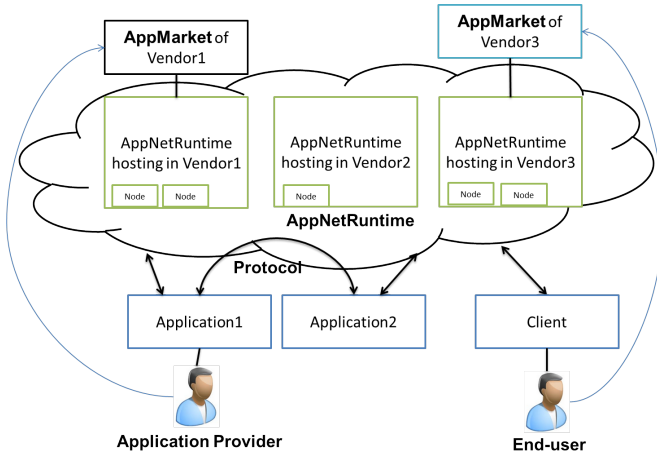 AppMarket of
Vendor1
AppMarket of
Vendor3
AppNetRuntime
hosting in Vendor1
AppNetRuntime
hosting in Vendor2
AppNetRuntime
hosting in Vendor3
Node
Node
Node
Node
Node
AppNetRuntime
Protocol
Application1
Application2
Client
Application Provider
End-user